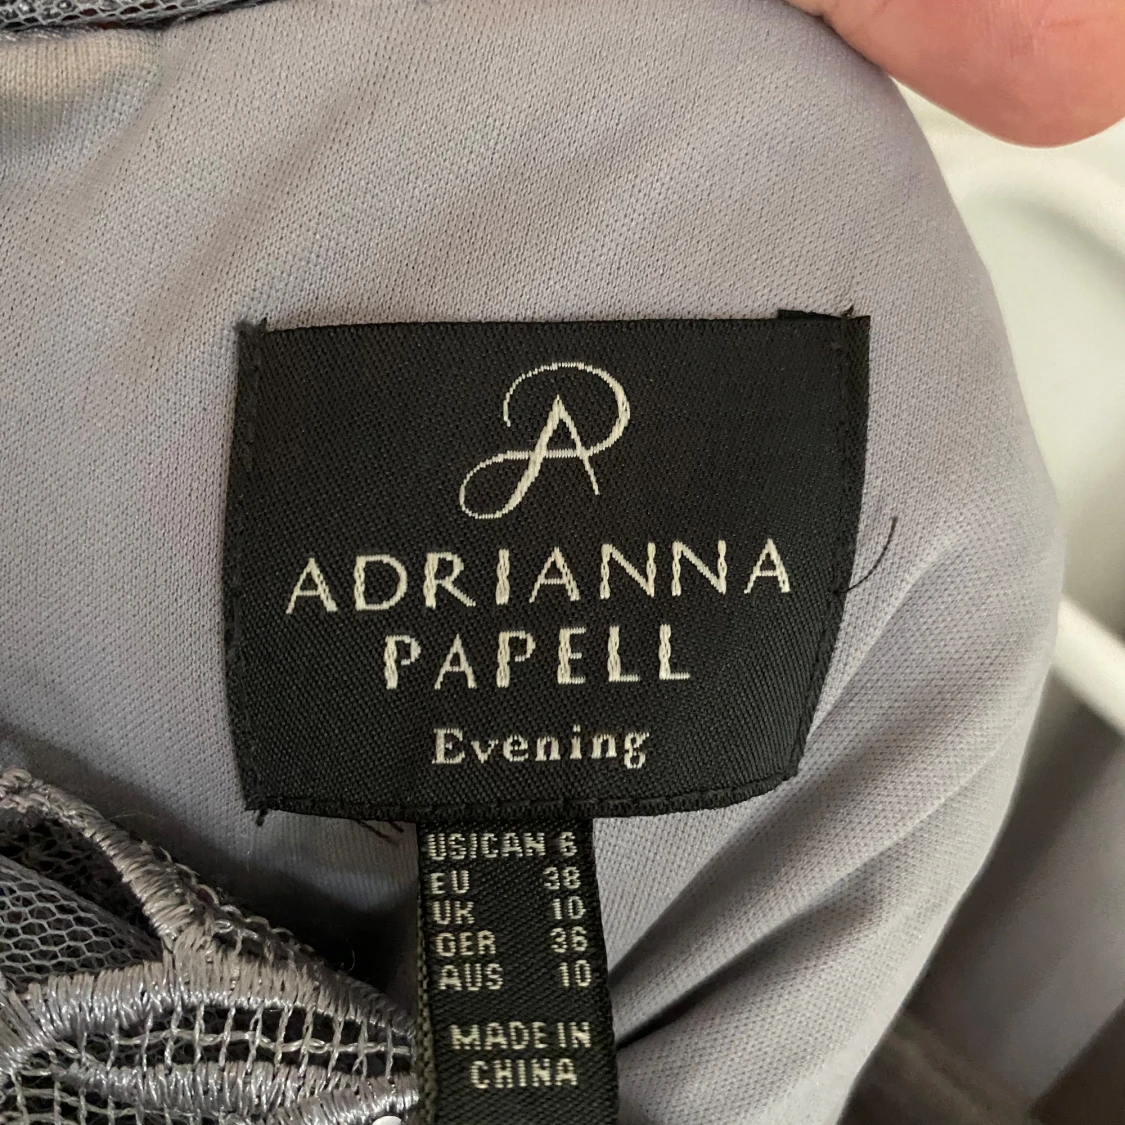 ADRIANNA
PAPELL
Evening
US/CAN 6
EU 38
UK 10
GER 36
AUS 10
MADE IN
CHINA